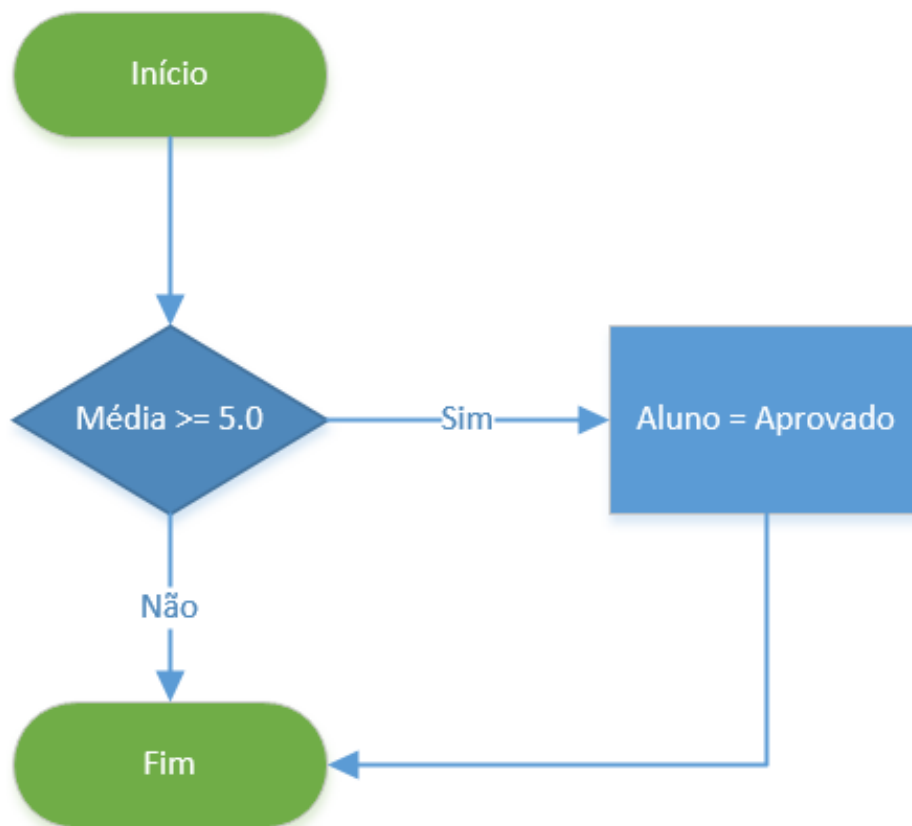 Início
Média >= 5.0
Sim
Aluno = Aprovado
Não
Fim